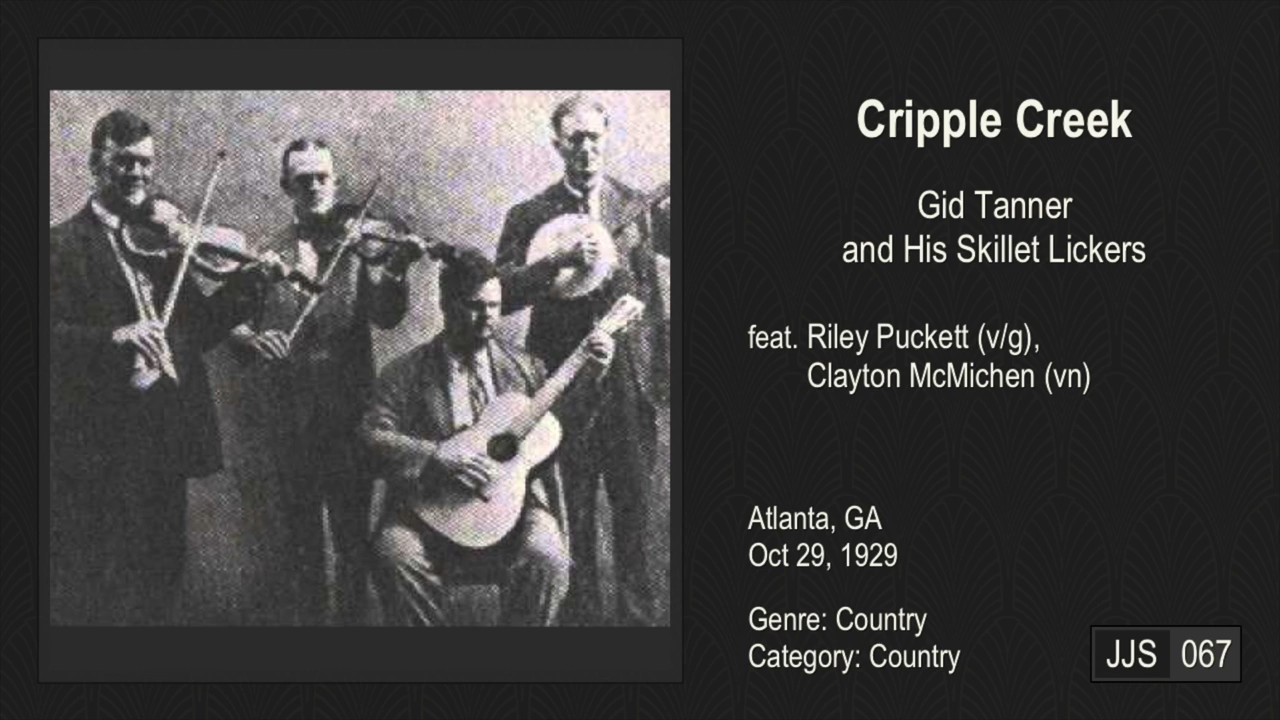 Cripple Creek
Gid Tanner
and His Skillet Lickers
feat. Riley Puckett (v/g),
Clayton McMichen (vn)
Atlanta, GA
Oct 29, 1929
Genre: Country
Category: Country
JJS 067